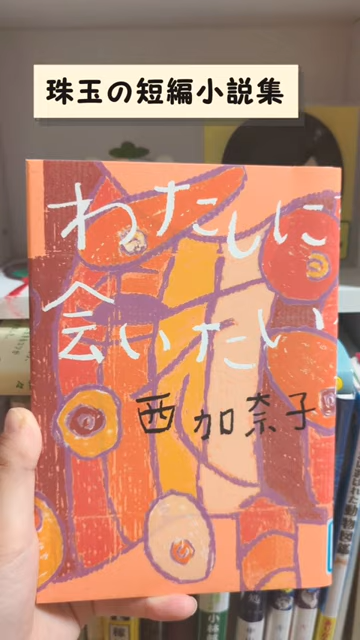 珠玉の短編小説集
わたしに
会いたい
西加奈子